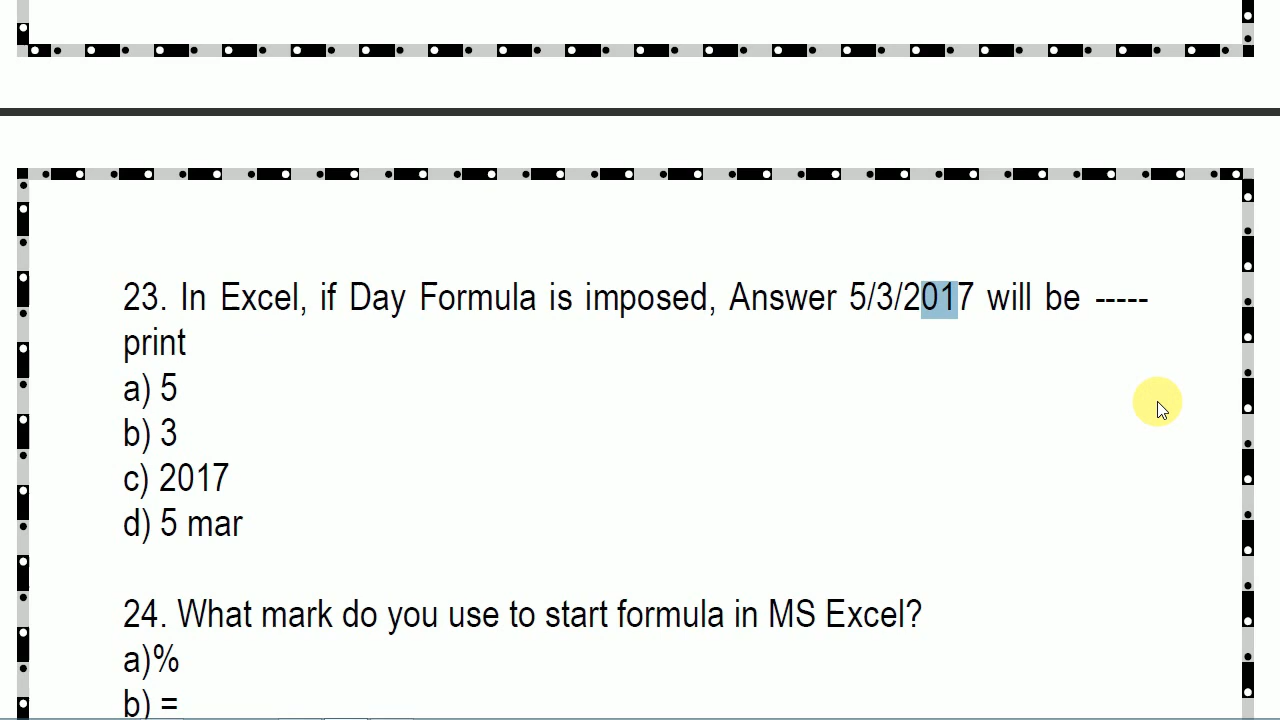 23. In Excel, if Day Formula is imposed, Answer 5/3/2017 will be -----
print
a) 5
b) 3
c) 2017
d) 5 mar
24. What mark do you use to start formula in MS Excel?
a)%
b) =